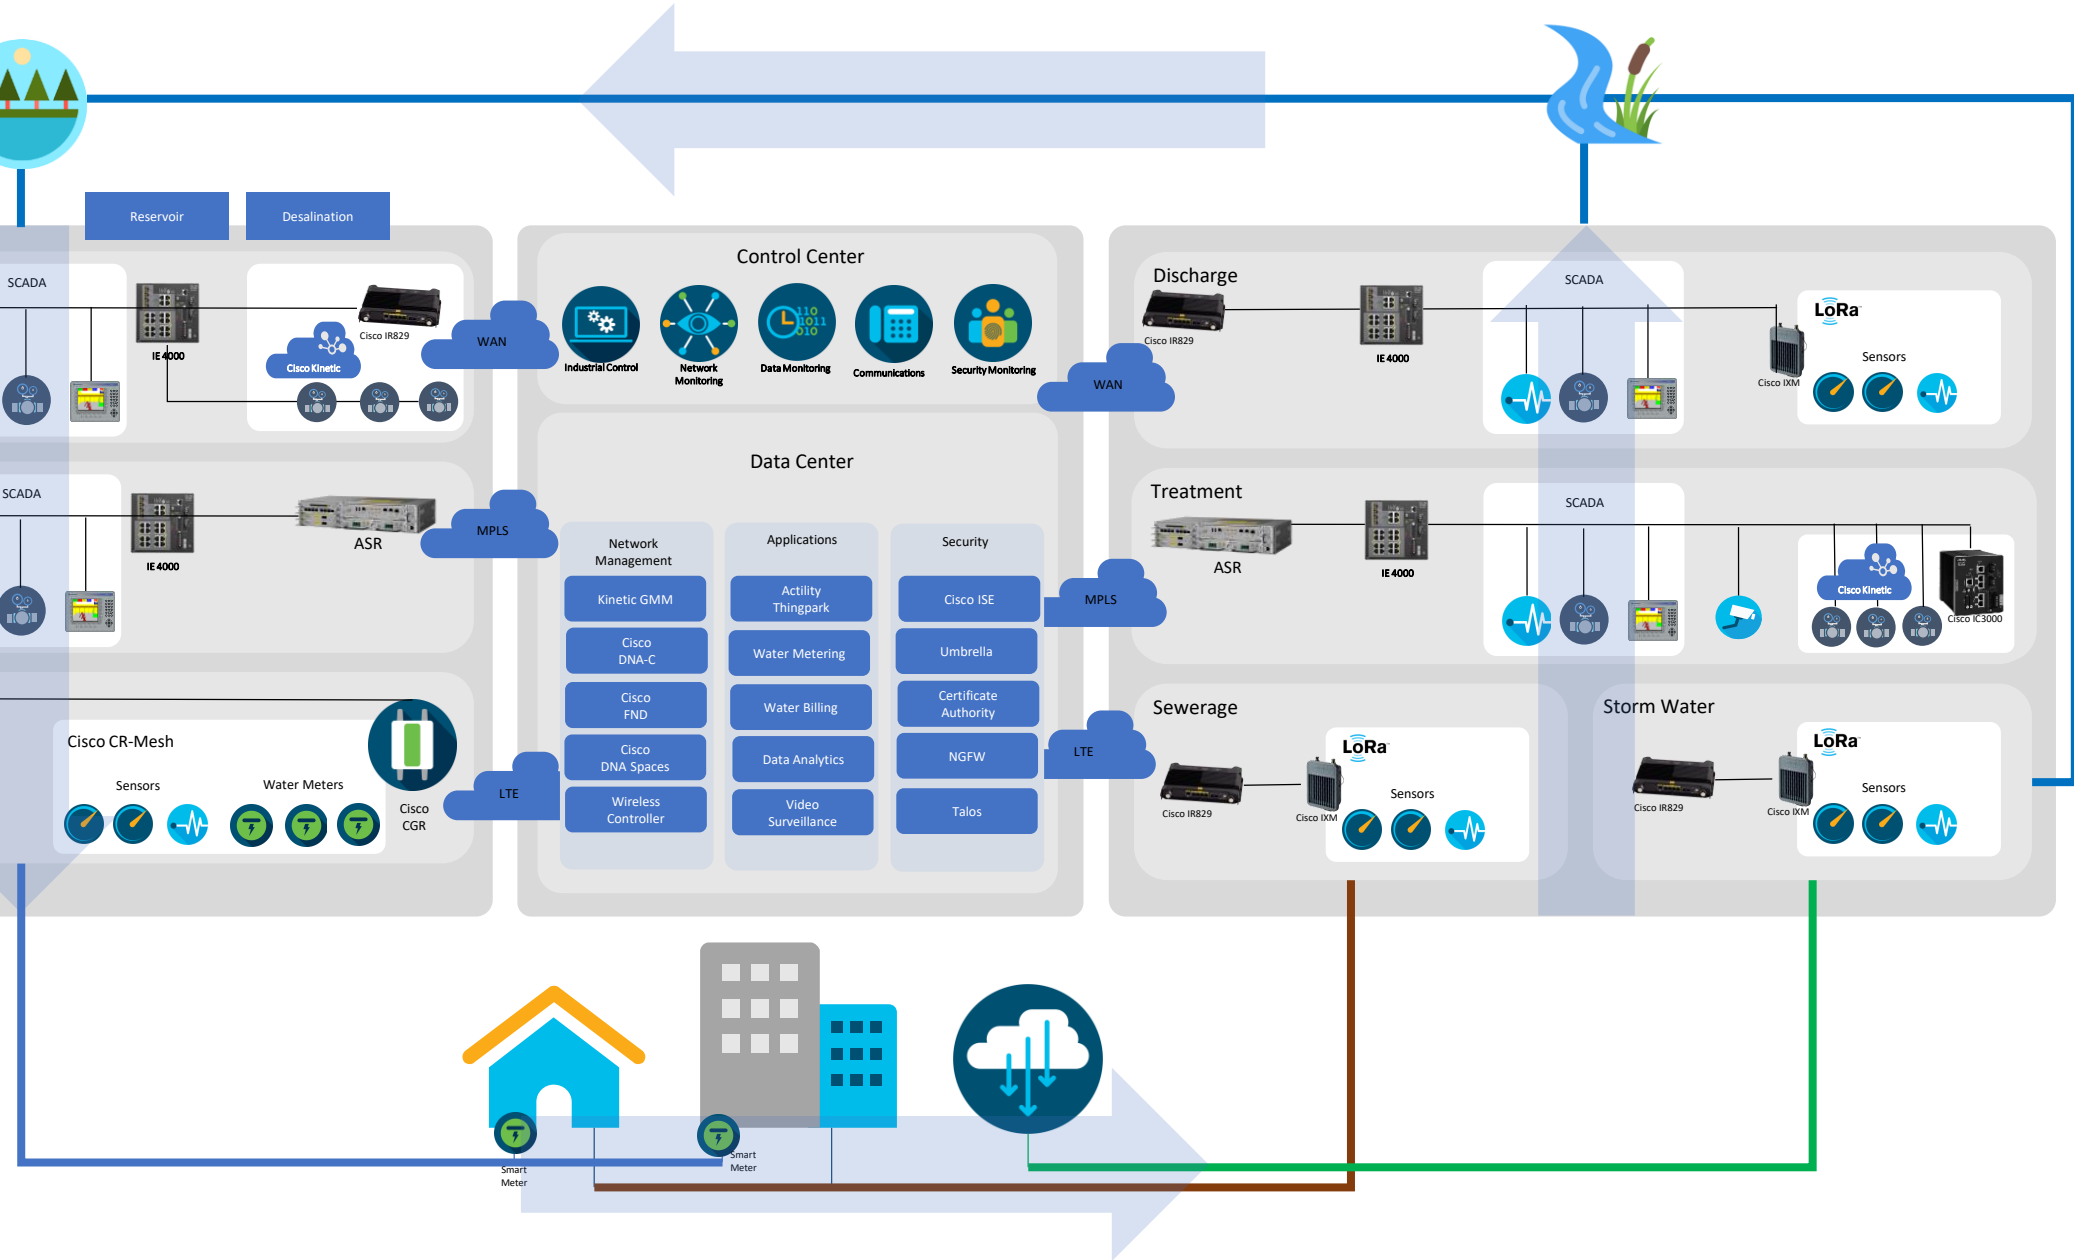 Reservoir
Desalination
SCADA
IE 4000
Cisco IR829
Cisco Kinetic
WAN
SCADA
IE 4000
ASR
MPLS
Cisco CR-Mesh
Sensors
Water Meters
Cisco
CGR
LTE
Control Center
Industrial Control
Network
Monitoring
110
1011
010
Data Monitoring
Communications
Security Monitoring
WAN
Data Center
Network
Management
Kinetic GMM
Cisco
DNA-C
Cisco
FND
Cisco
DNA Spaces
Wireless
Controller
Applications
Actility
Thingpark
Water Metering
Water Billing
Data Analytics
Video
Surveillance
Security
Cisco ISE
Umbrella
Certificate
Authority
NGFW
Talos
MPLS
LTE
Discharge
Cisco IR829
IE 4000
SCADA
Cisco IXM
LoRa
Sensors
Treatment
ASR
IE 4000
SCADA
Cisco Kinetic
Cisco IC3000
Sewerage
Cisco IR829
Cisco IXM
LoRa
Sensors
Storm Water
Cisco IR829
Cisco IXM
LoRa
Sensors
Smart
Meter
Smart
Meter